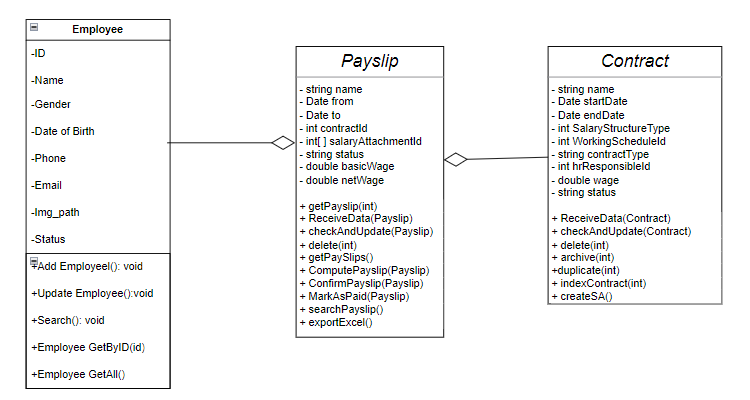 Employee
-ID
-Name
-Gender
-Date of Birth
-Phone
-Email
-Img_path
-Status
+Add Employeel(): void
+Update Employee():void
+Search(): void
+Employee GetByID(id)
+Employee GetAll()
Payslip
- string name
- Date from
- Date to
- int contractId
- int[ ] salaryAttachmentId
- string status
- double basicWage
- double netWage
+ getPayslip(int)
+ ReceiveData(Payslip)
+ checkAndUpdate(Payslip)
+ delete(int)
+ getPaySlips()
+ ComputePayslip(Payslip)
+ ConfirmPayslip(Payslip)
+ MarkAsPaid(Payslip)
+ searchPayslip()
+ exportExcel()
Contract
- string name
- Date startDate
- Date endDate
- int SalaryStructureType
- int WorkingScheduleId
- string contractType
- int hrResponsibleId
- double wage
- string status
+ ReceiveData(Contract)
+ checkAndUpdate(Contract)
+ delete(int)
+ archive(int)
+duplicate(int)
+ indexContract(int)
+ createSA()